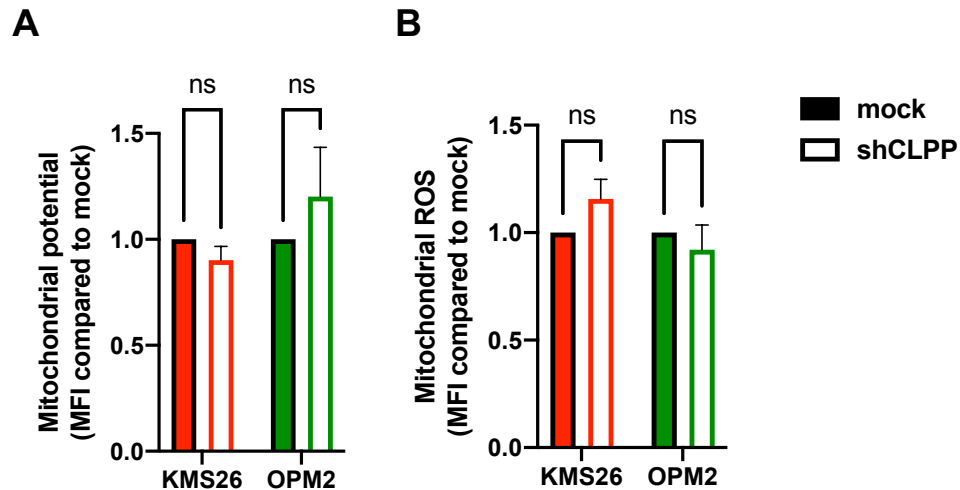 A
ns
ns
Mitochondrial potential
(MFI compared to mock)
1.5
1.0
0.5
0.0
KMS26
OPM2
B
ns
ns
Mitochondrial ROS
(MFI compared to mock)
1.5
1.0
0.5
0.0
KMS26
OPM2
mock
shCLPP